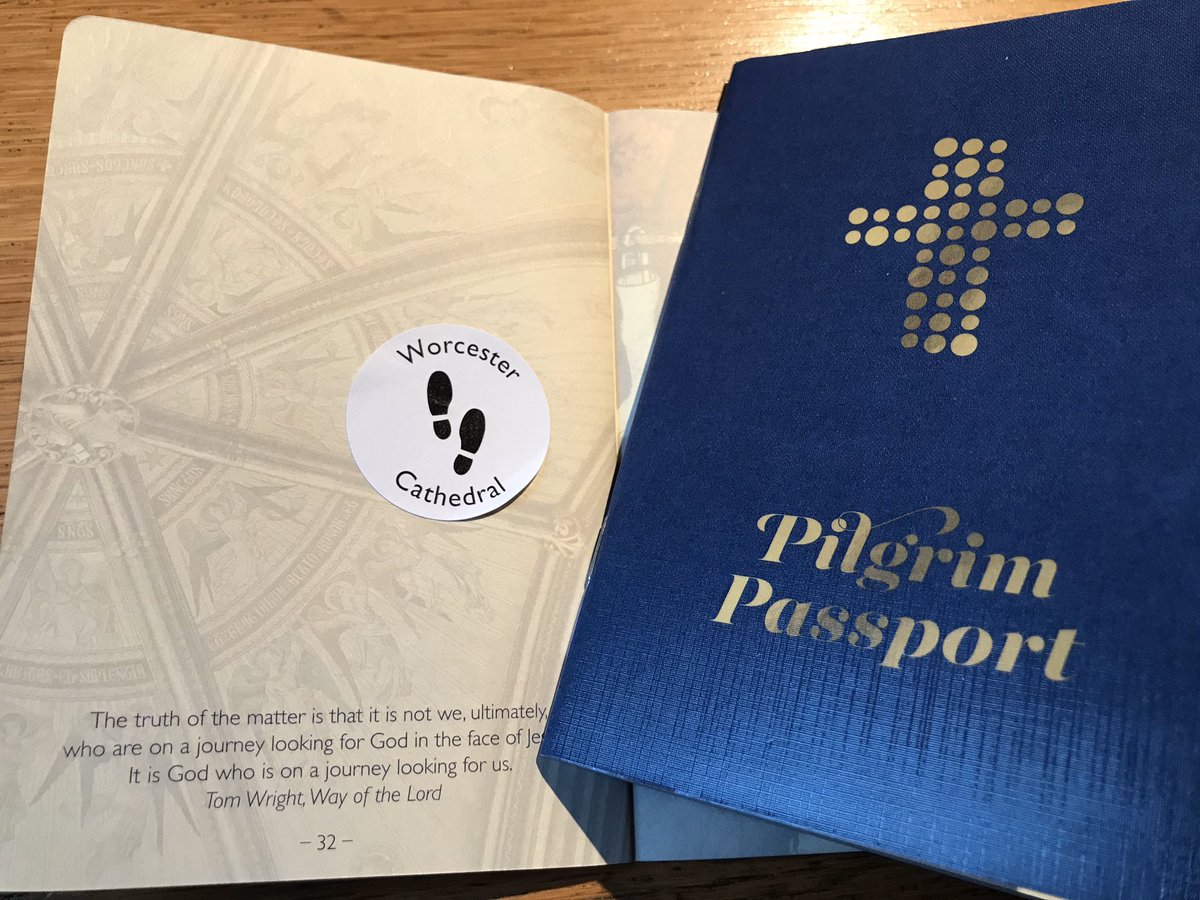 Worcester
Cathedral
The truth of the matter is that it is not we, ultimately,
who are on a journey looking for God in the face of Jes
It is God who is on a journey looking for us.
Tom Wright, Way of the Lord
– 32 –
Pilgrim
Passport